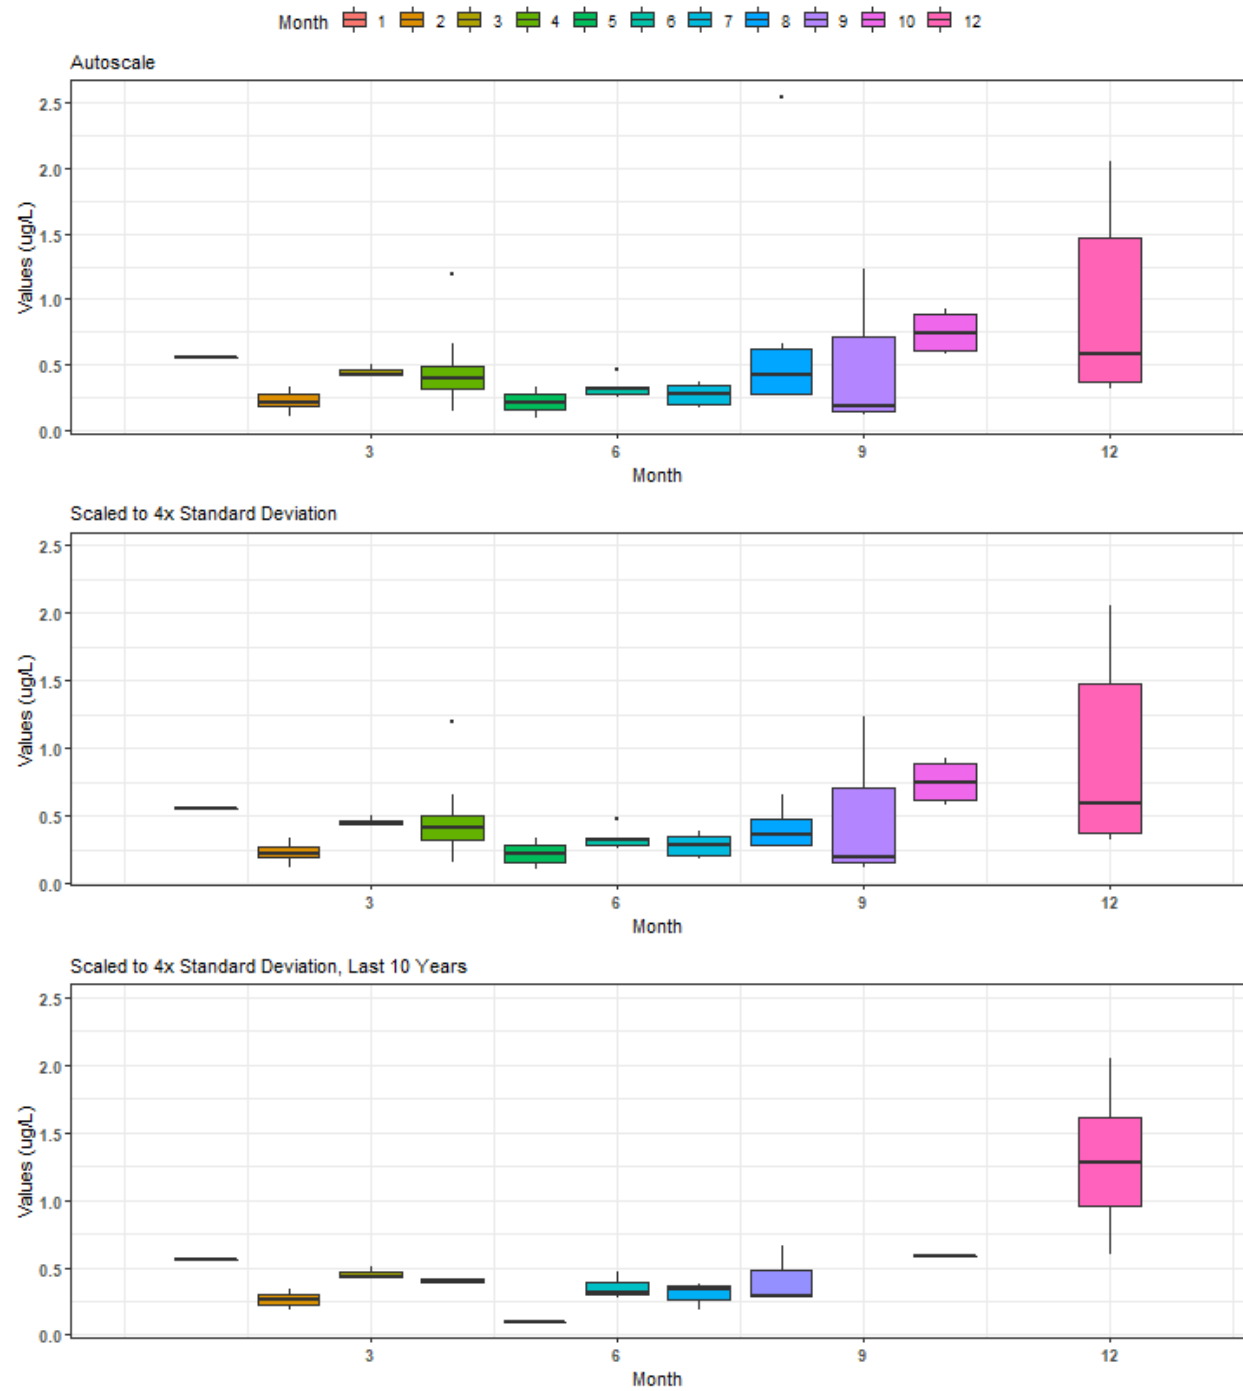 Month 1 2 3 4 5 6 7 8 9 10 12
Autoscale
Values (ug/L)
2.5
2.0
1.5
1.0
0.5
0.0
3 6 9 12
Month
Scaled to 4x Standard Deviation
Values (ug/L)
2.5
2.0
1.5
1.0
0.5
0.0
3 6 9 12
Month
Scaled to 4x Standard Deviation, Last 10 Years
Values (ug/L)
2.5
2.0
1.5
1.0
0.5
0.0
3 6 9 12
Month